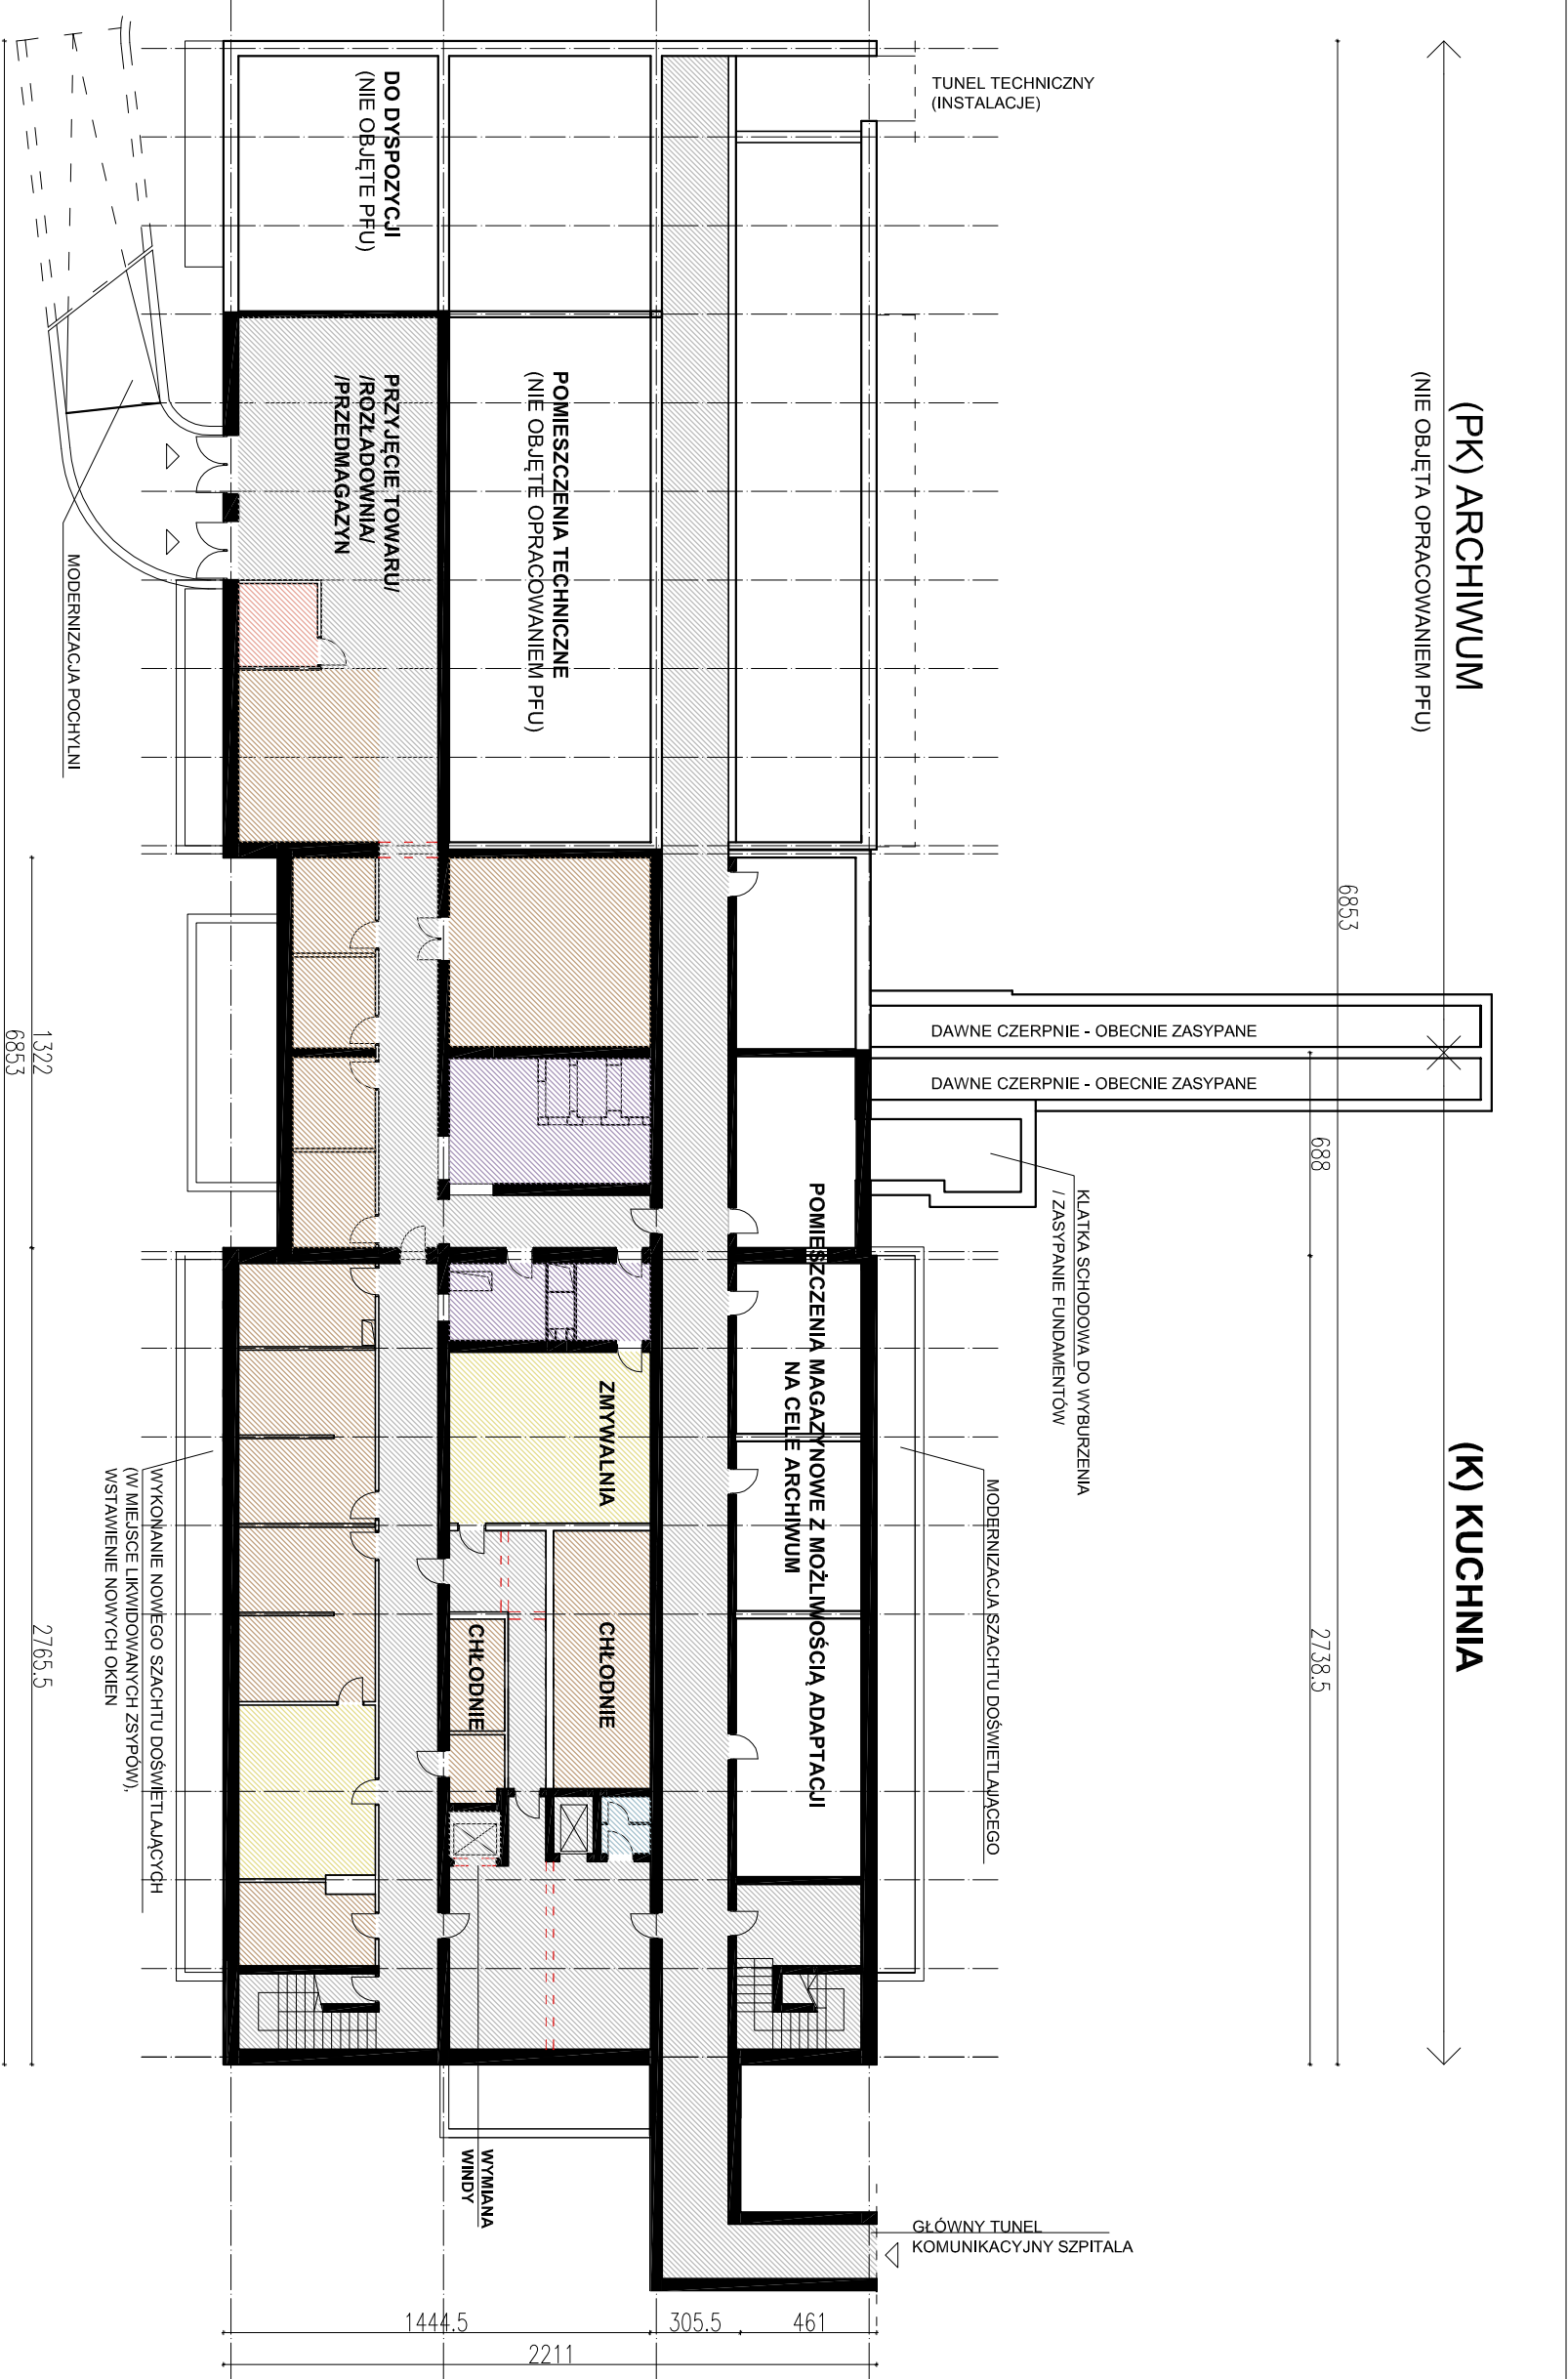 (PK) ARCHIWUM
(NIE OBJĘTA OPRACOWANIEM PFU)
(K) KUCHNIA
6853
688
2738.5
TUNEL TECHNICZNY
(INSTALACJE)
DAWNE CZERPNIE - OBECNIE ZASYPANE
DAWNE CZERPNIE - OBECNIE ZASYPANE
KLATKA SCHODOWA DO WYBURZENIA
/ ZASYPANIE FUNDAMENTÓW
MODERNIZACJA SZACHTU DOŚWIETLAJĄCEGO
POMIESZCZENIA MAGAZYNOWE Z MOŻLIWOŚCIĄ ADAPTACJI
NA CELE ARCHIWUM
DO DYSPOZYCJI
(NIE OBJĘTE PFU)
POMIESZCZENIA TECHNICZNE
(NIE OBJĘTE OPRACOWANIEM PFU)
PRZYJĘCIE TOWARU/
/ROZŁADOWNIA/
/PRZEDMAGAZYN
ZMYWALNIA
CHŁODNIE
CHŁODNIE
MODERNIZACJA POCHYLNI
WYKONANIE NOWEGO SZACHTU DOŚWIETLAJĄCYCH
(W MIEJSCE LIKWIDOWANYCH ZSYPÓW),
WSTAWIENIE NOWYCH OKIEN
WYMIANA
WINDY
GŁÓWNY TUNEL
KOMUNIKACYJNY SZPITALA
1322
2765.5
6853
1444.5
305.5
461
2211